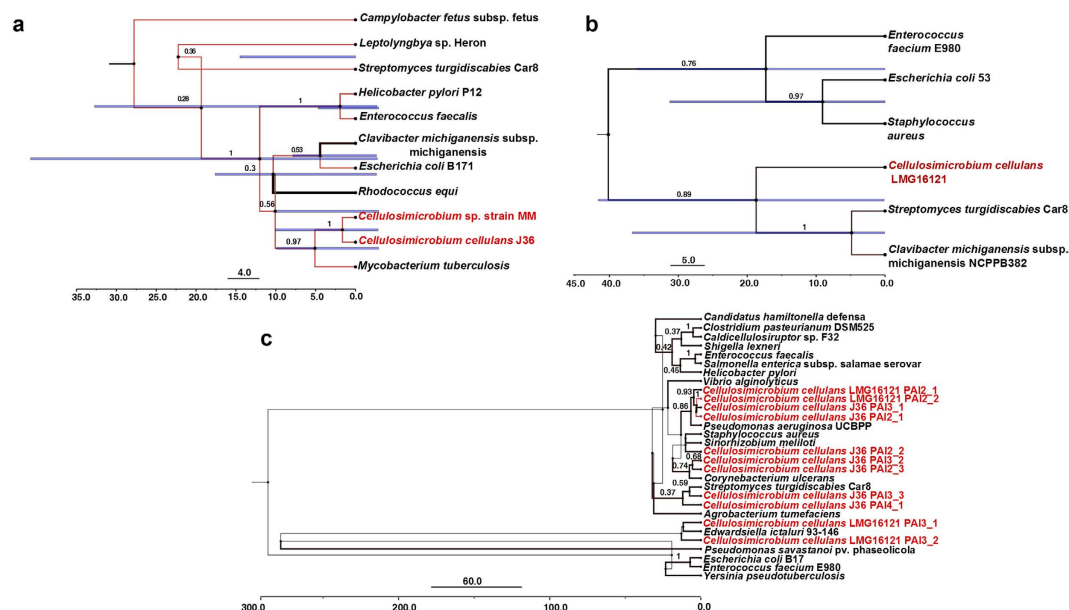 a
Campylobacter fetus subsp. fetus
Leptolyngbya sp. Heron
0.36
Streptomyces turgidiscabies Car8
Helicobacter pylori P12
0.28
1
Enterococcus faecalis
Clavibacter michiganensis subsp.
michiganensis
0.53
1
Escherichia coli B171
0.3
Rhodococcus equi
0.56
Cellulosimicrobium sp. strain MM
1
Cellulosimicrobium cellulans J36
0.97
Mycobacterium tuberculosis
4.0
35.0 30.0 25.0 20.0 15.0 10.0 5.0 0.0
b
Enterococcus
faecium E980
0.76
Escherichia coli 53
0.97
Staphylococcus
aureus
Cellulosimicrobium cellulans
LMG16121
0.89
Streptomyces turgidiscabies Car8
1
Clavibacter michiganensis subsp.
michiganensis NCPPB382
5.0
45.0 40.0 30.0 20.0 10.0 0.0
c
Candidatus hamiltonella defensa
1
Clostridium pasteurianum DSM525
0.37
Caldicellulosiruptor sp. F32
0.42
Shigella lexneri
1
Enterococcus faecalis
Salmonella enterica subsp. salamae serovar
0.45
Helicobacter pylori
Vibrio alginolyticus
0.93
Cellulosimicrobium cellulans LMG16121 PAI2_1
1
Cellulosimicrobium cellulans LMG16121 PAI2_2
0.86
Cellulosimicrobium cellulans J36 PAI3_1
Cellulosimicrobium cellulans J36 PAI2_1
Pseudomonas aeruginosa UCBPP
Staphylococcus aureus
Sinorhizobium meliloti
Cellulosimicrobium cellulans J36 PAI2_2
0.68
Cellulosimicrobium cellulans J36 PAI3_2
0.74
Cellulosimicrobium cellulans J36 PAI2_3
Corynebacterium ulcerans
0.59
Streptomyces turgidiscabies Car8
0.37
Cellulosimicrobium cellulans J36 PAI3_3
Cellulosimicrobium cellulans J36 PAI4_1
Agrobacterium tumefaciens
Cellulosimicrobium cellulans LMG16121 PAI3_1
Edwardsiella ictaluri 93-146
Cellulosimicrobium cellulans LMG16121 PAI3_2
Pseudomonas savastanoi pv. phaseolicola
1
Escherichia coli B17
Enterococcus faecium E980
Yersinia pseudotuberculosis
60.0
300.0 200.0 100.0 0.0